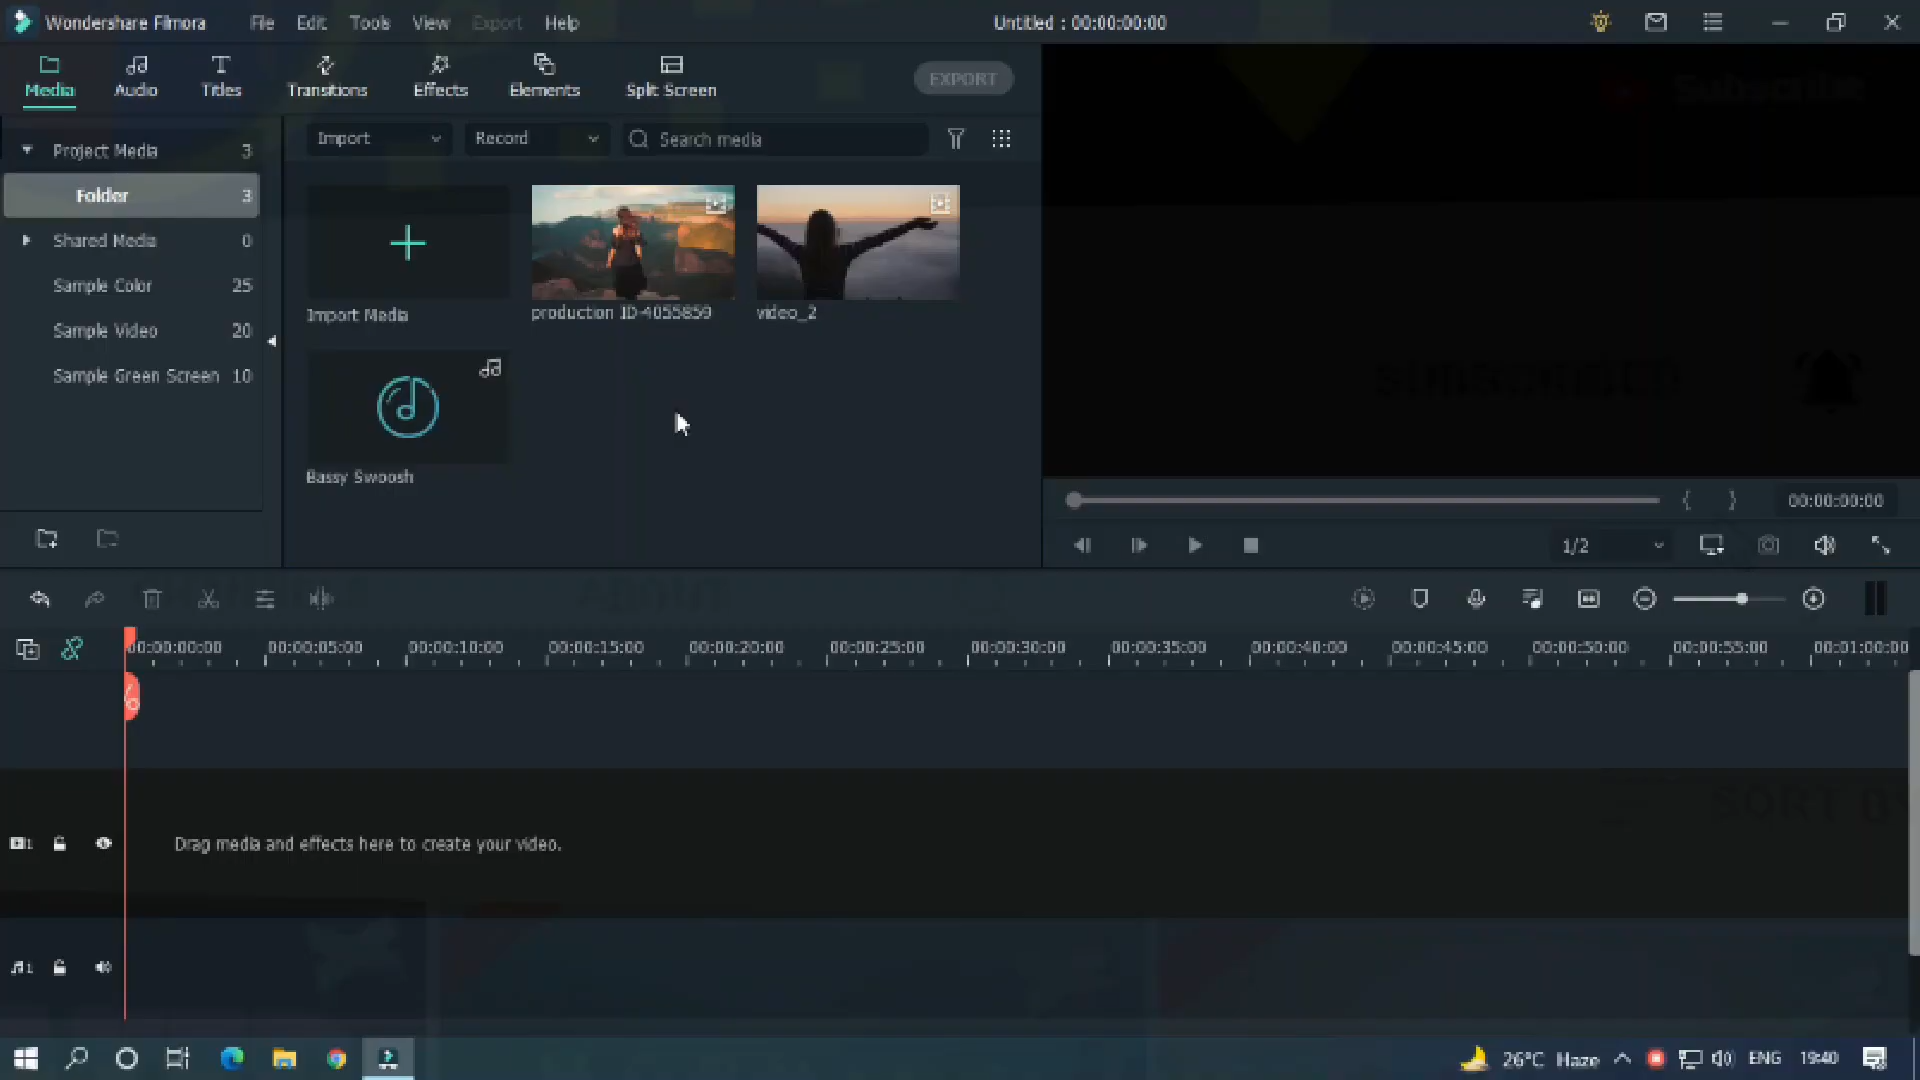 Wondershare Filmora File Edit Tools View Export Help Untitled : 00:00:00:00
Media Audio Titles Transitions Effects Elements Split Screen EXPORT
Subscribe
Import Record Search media
Project Media 3
Folder 3
Shared Media 0
Sample Color 25
Sample Video 20
Sample Green Screen 10
Import Media production ID-4055859 video_2
Bassy Swoosh
SUBSCRIBED
00:00:00:00
1/2
ABOUT
00:00:00:00 00:00:05:00 00:00:10:00 00:00:15:00 00:00:20:00 00:00:25:00 00:00:30:00 00:00:35:00 00:00:40:00 00:00:45:00 00:00:50:00 00:00:55:00 00:01:00:00
SORT
1 Drag media and effects here to create your video.
1
26°C Haze ENG 19:40